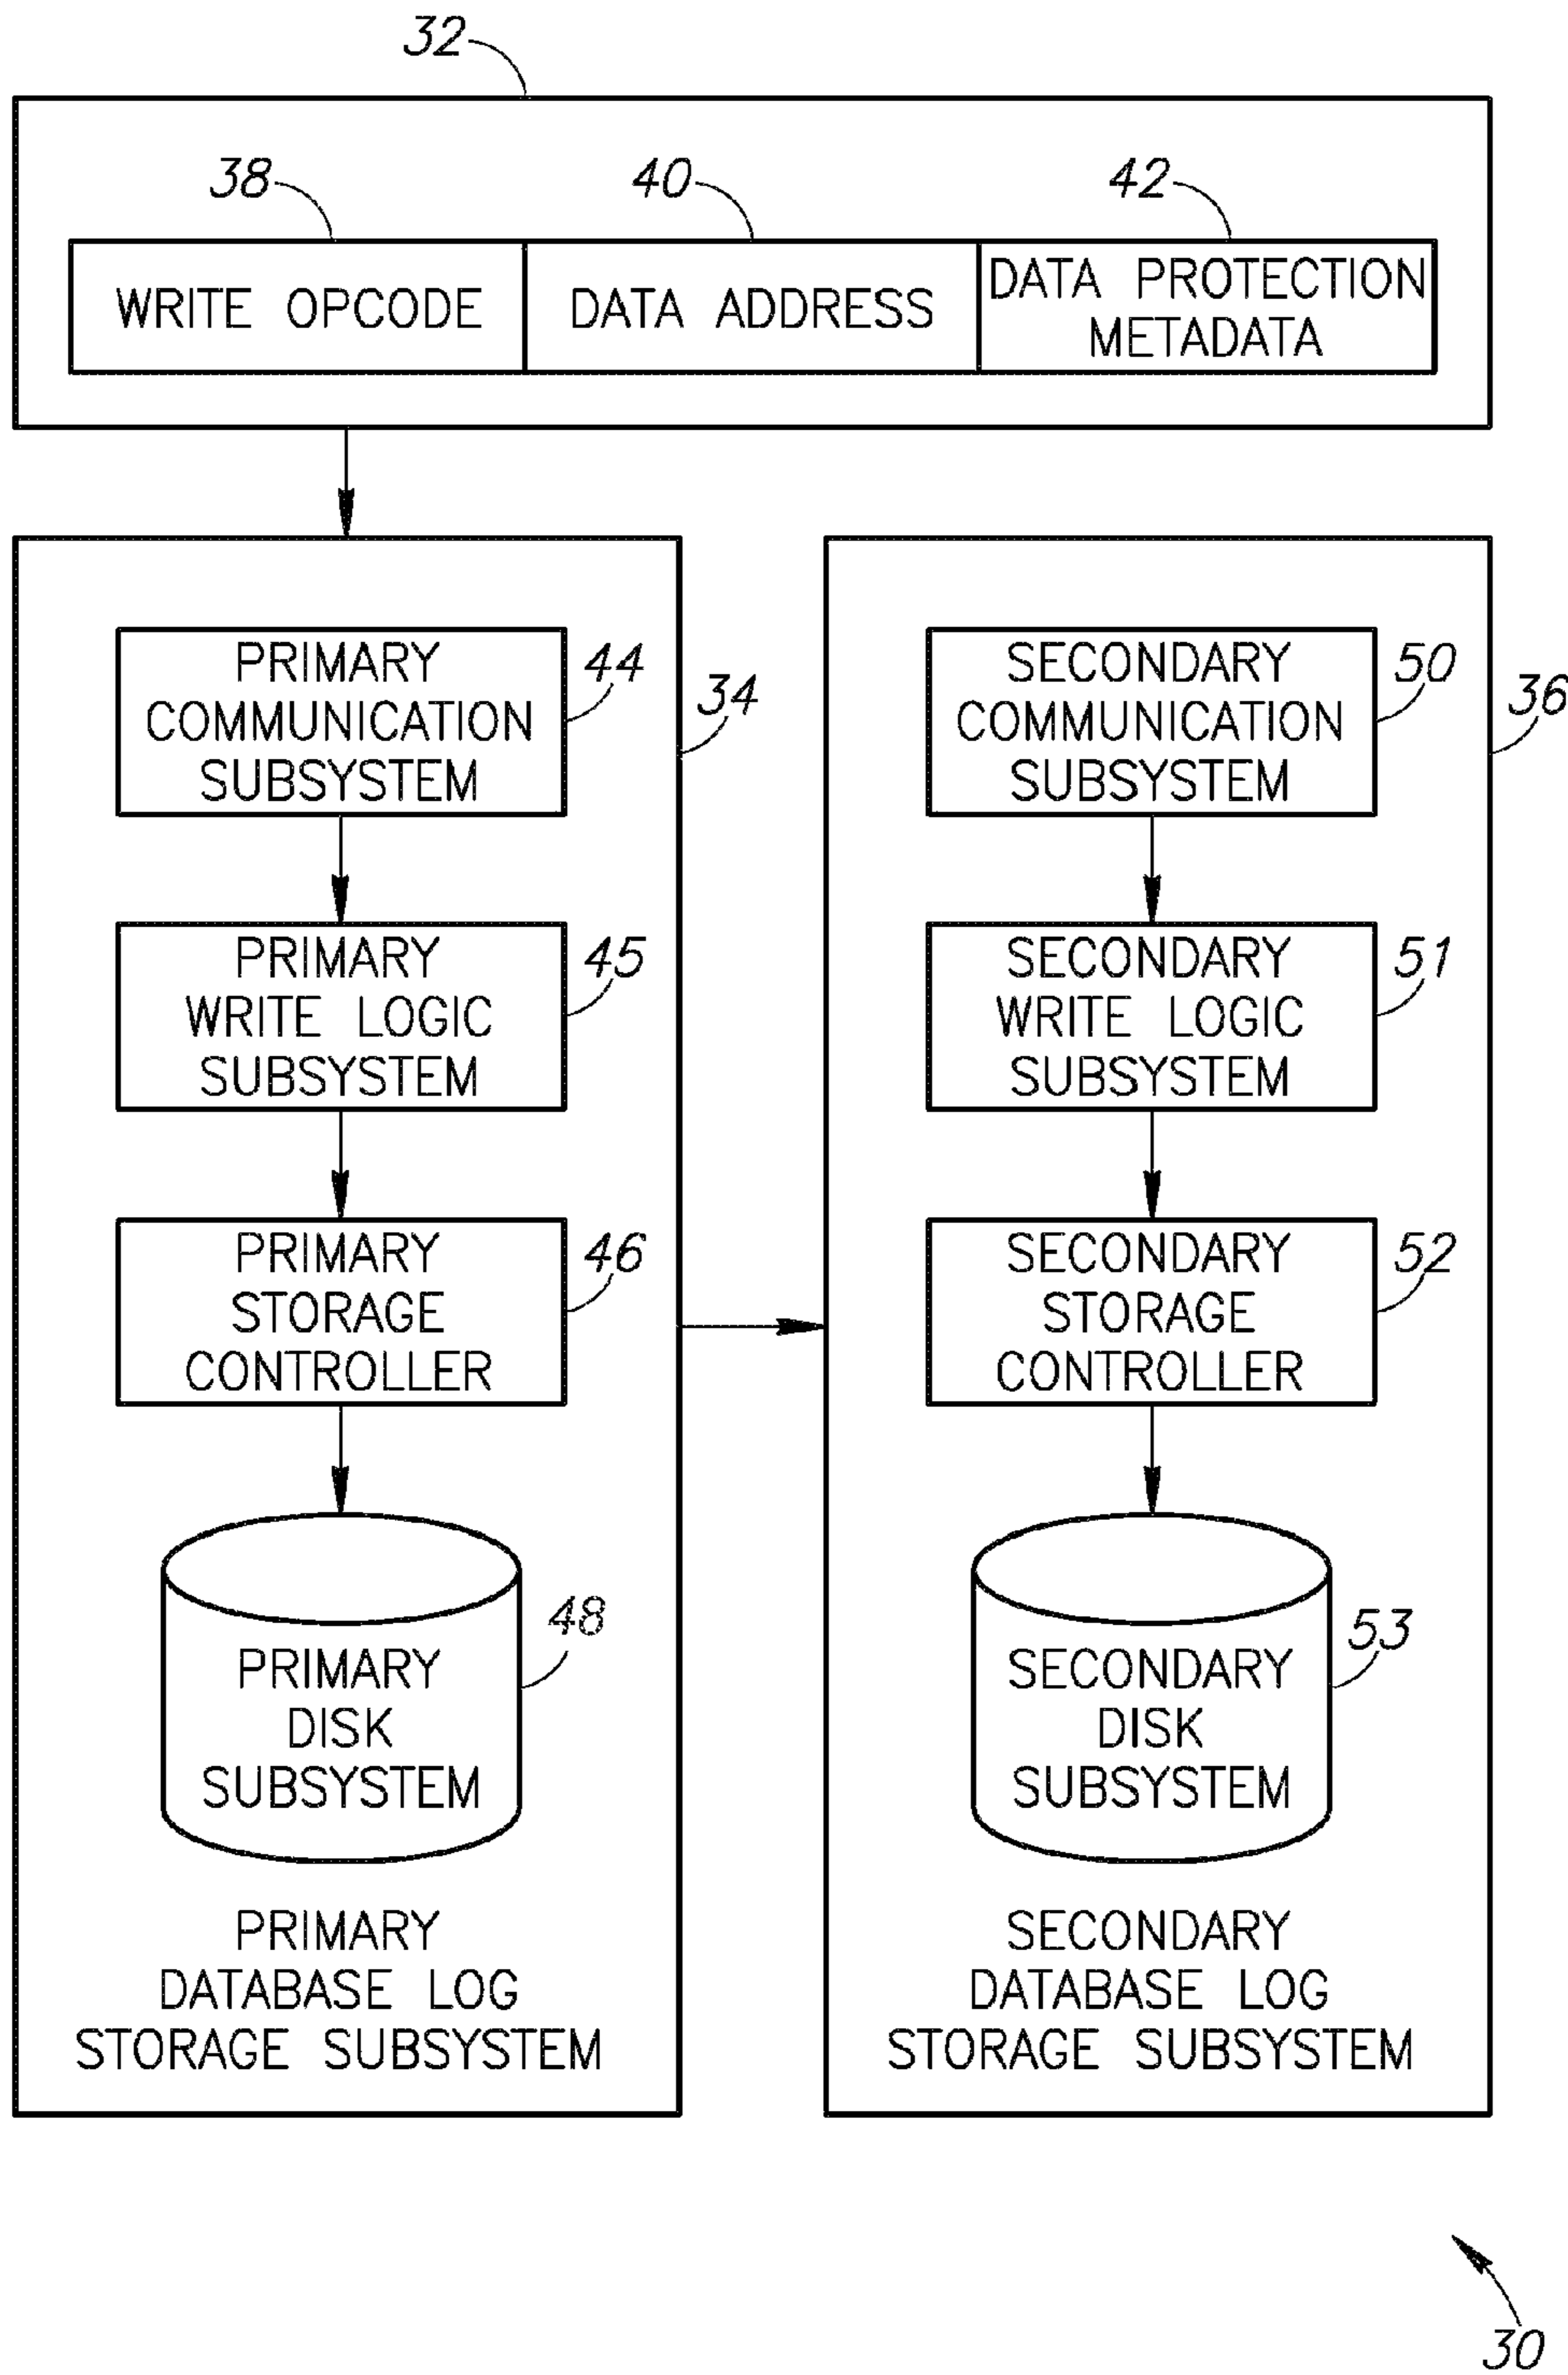 32
38
40
42
WRITE OPCODE
DATA ADDRESS
DATA PROTECTION
METADATA
PRIMARY
COMMUNICATION
SUBSYSTEM
44
34
PRIMARY
WRITE LOGIC
SUBSYSTEM
45
PRIMARY
STORAGE
CONTROLLER
46
PRIMARY
DISK
SUBSYSTEM
48
PRIMARY
DATABASE LOG
STORAGE SUBSYSTEM
SECONDARY
COMMUNICATION
SUBSYSTEM
50
36
SECONDARY
WRITE LOGIC
SUBSYSTEM
51
SECONDARY
STORAGE
CONTROLLER
52
SECONDARY
DISK
SUBSYSTEM
53
SECONDARY
DATABASE LOG
STORAGE SUBSYSTEM
30